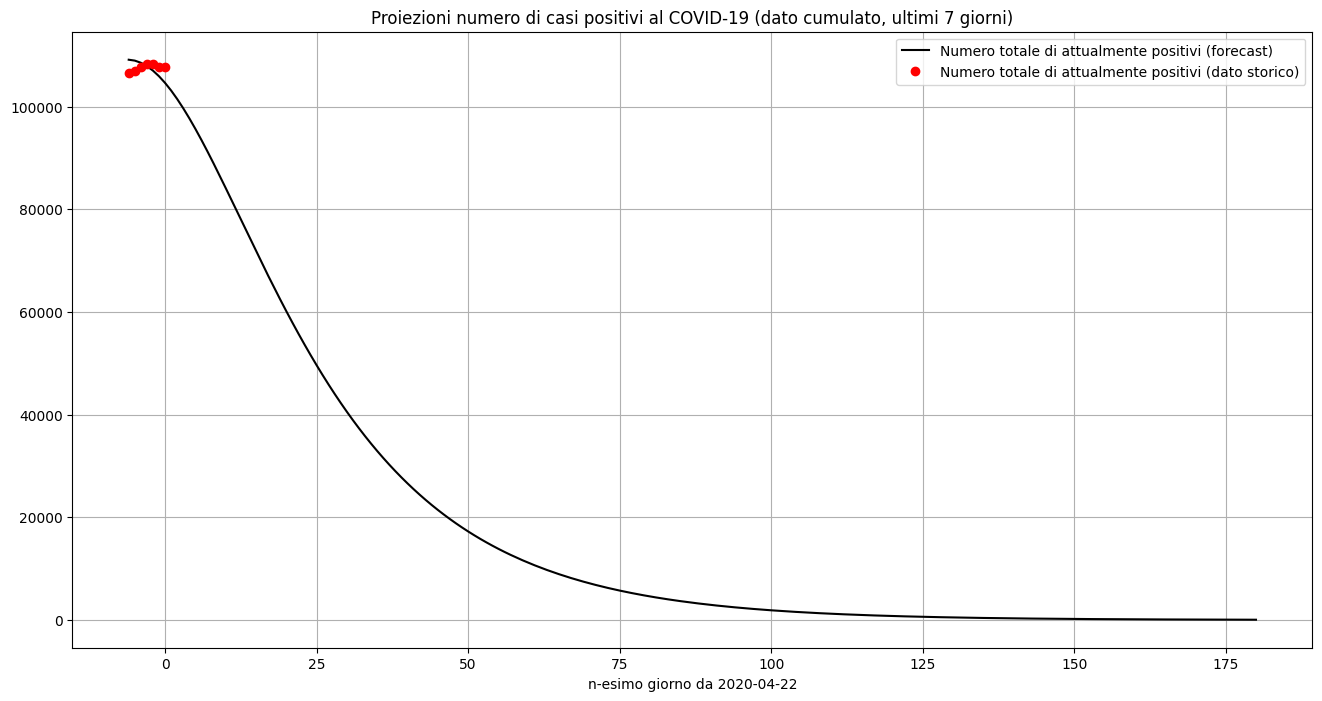 Proiezioni numero di casi positivi al COVID-19 (dato cumulato, ultimi 7 giorni)
Numero totale di attualmente positivi (forecast)
Numero totale di attualmente positivi (dato storico)
100000
80000
60000
40000
20000
0
0 25 50 75 100 125 150 175
n-esimo giorno da 2020-04-22